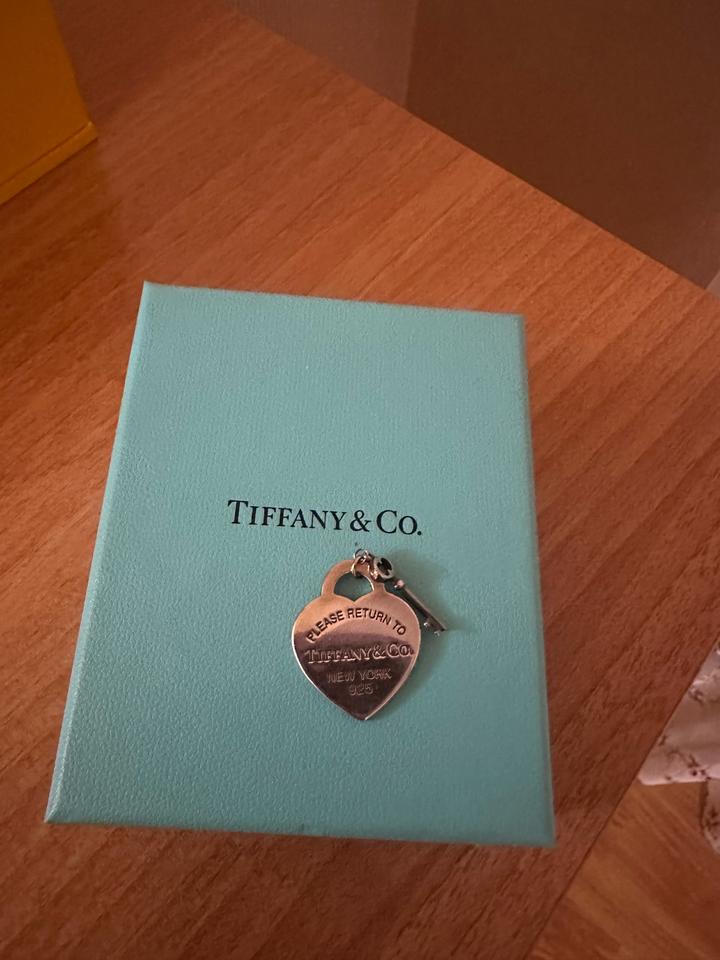 TIFFANY & CO.
PLEASE RETURN TO
TIFFANY & CO.
NEW YORK
925